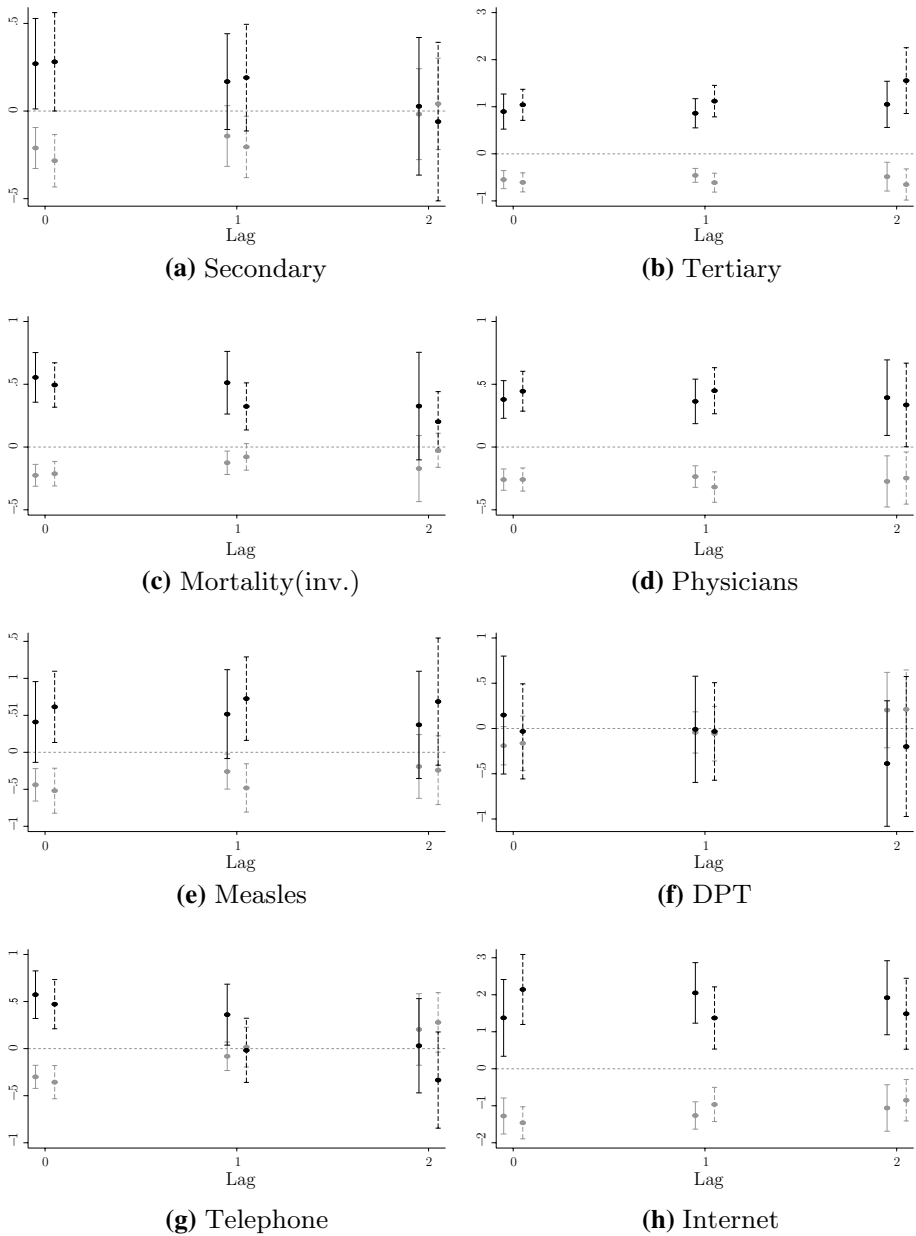 .5
0
−.5
0 1 2
Lag
(a) Secondary
3
2
1
0
−1
0 1 2
Lag
(b) Tertiary
1
.5
0
−.5
0 1 2
Lag
(c) Mortality(inv.)
1
.5
0
−.5
0 1 2
Lag
(d) Physicians
1.5
1
.5
0
−.5
−1
0 1 2
Lag
(e) Measles
1
.5
0
−.5
−1
0 1 2
Lag
(f) DPT
1
.5
0
−.5
−1
0 1 2
Lag
(g) Telephone
3
2
1
0
−1
−2
0 1 2
Lag
(h) Internet